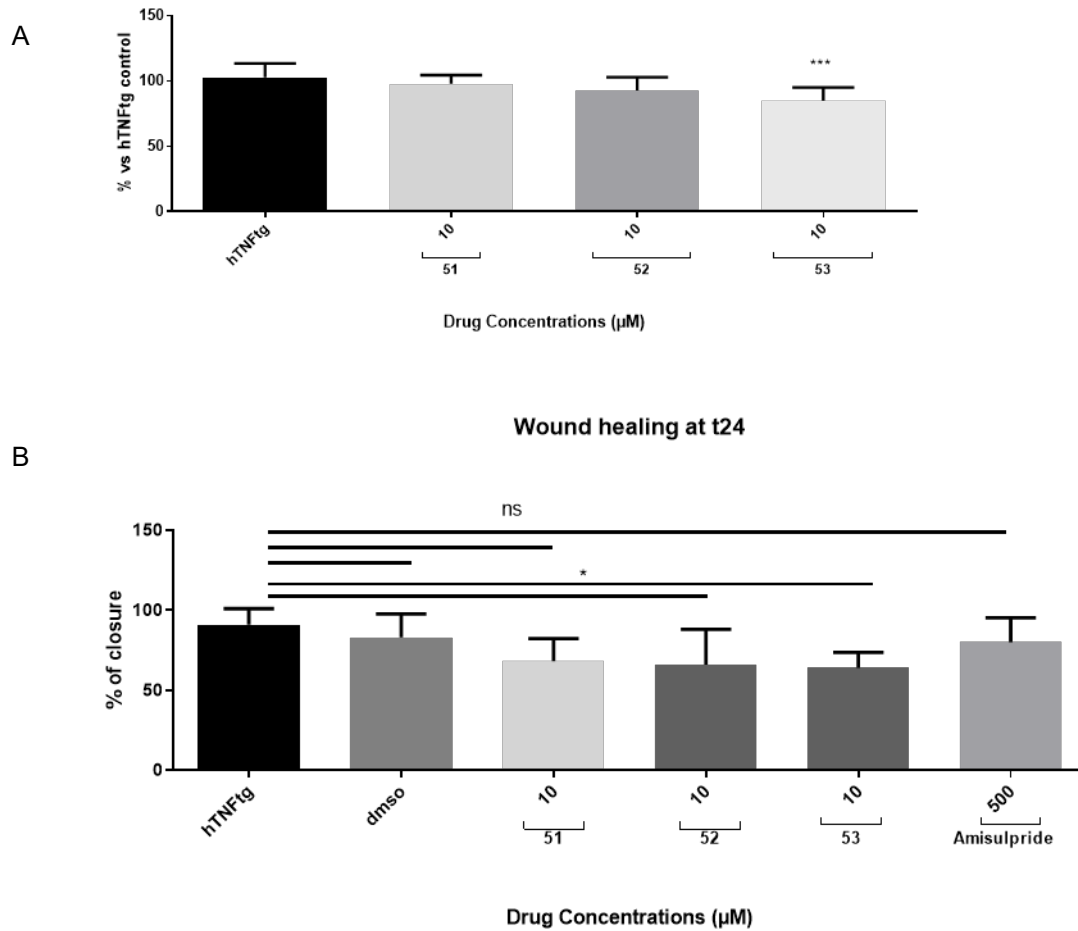 A
150
100
50
0
% vs hTNFtg control
***
hTNFtg
10
10
10
51
52
53
Drug Concentrations (µM)
Wound healing at t24
B
ns
*
150
100
50
0
% of closure
hTNFtg
dmso
10
10
10
500
51
52
53
Amisulpride
Drug Concentrations (µM)